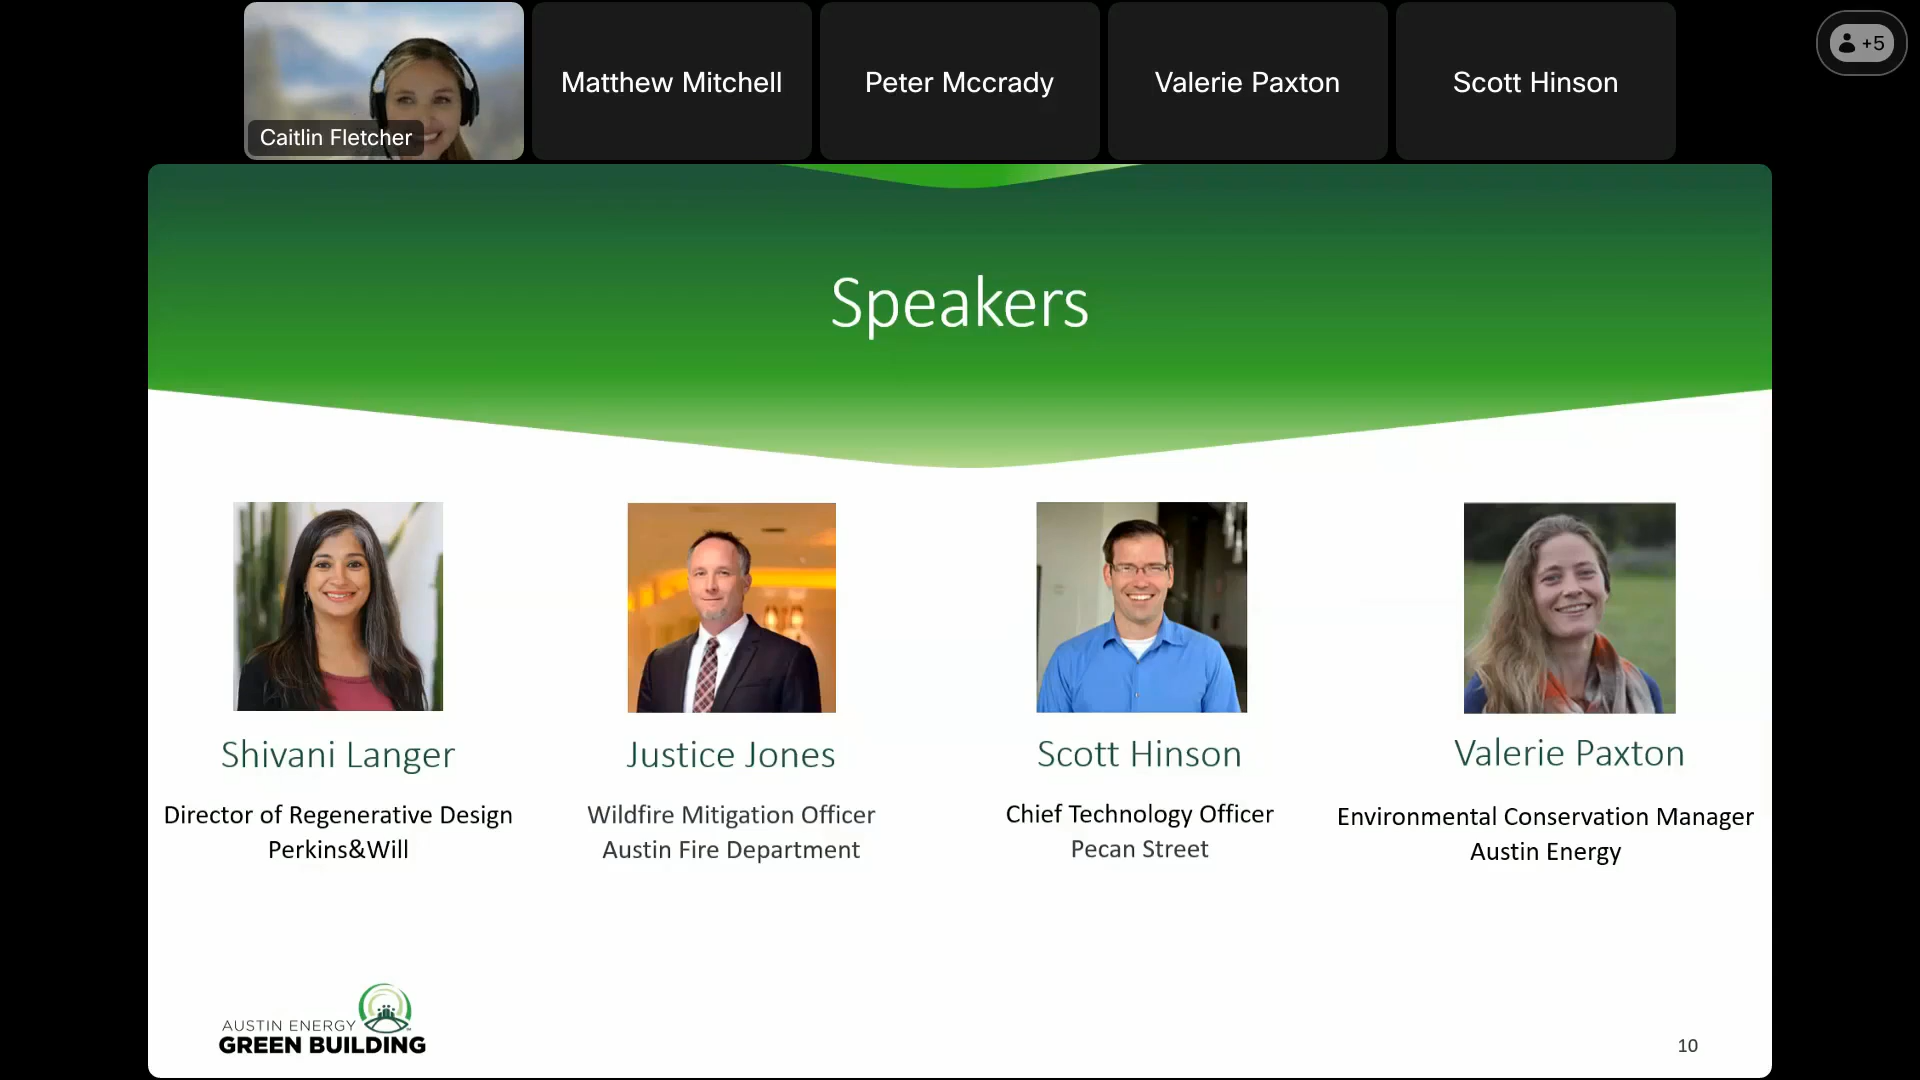 Caitlin Fletcher
Matthew Mitchell
Peter Mccrady
Valerie Paxton
Scott Hinson
+5
Speakers
Shivani Langer
Director of Regenerative Design
Perkins&Will
Justice Jones
Wildfire Mitigation Officer
Austin Fire Department
Scott Hinson
Chief Technology Officer
Pecan Street
Valerie Paxton
Environmental Conservation Manager
Austin Energy
AUSTIN ENERGY
GREEN BUILDING
10